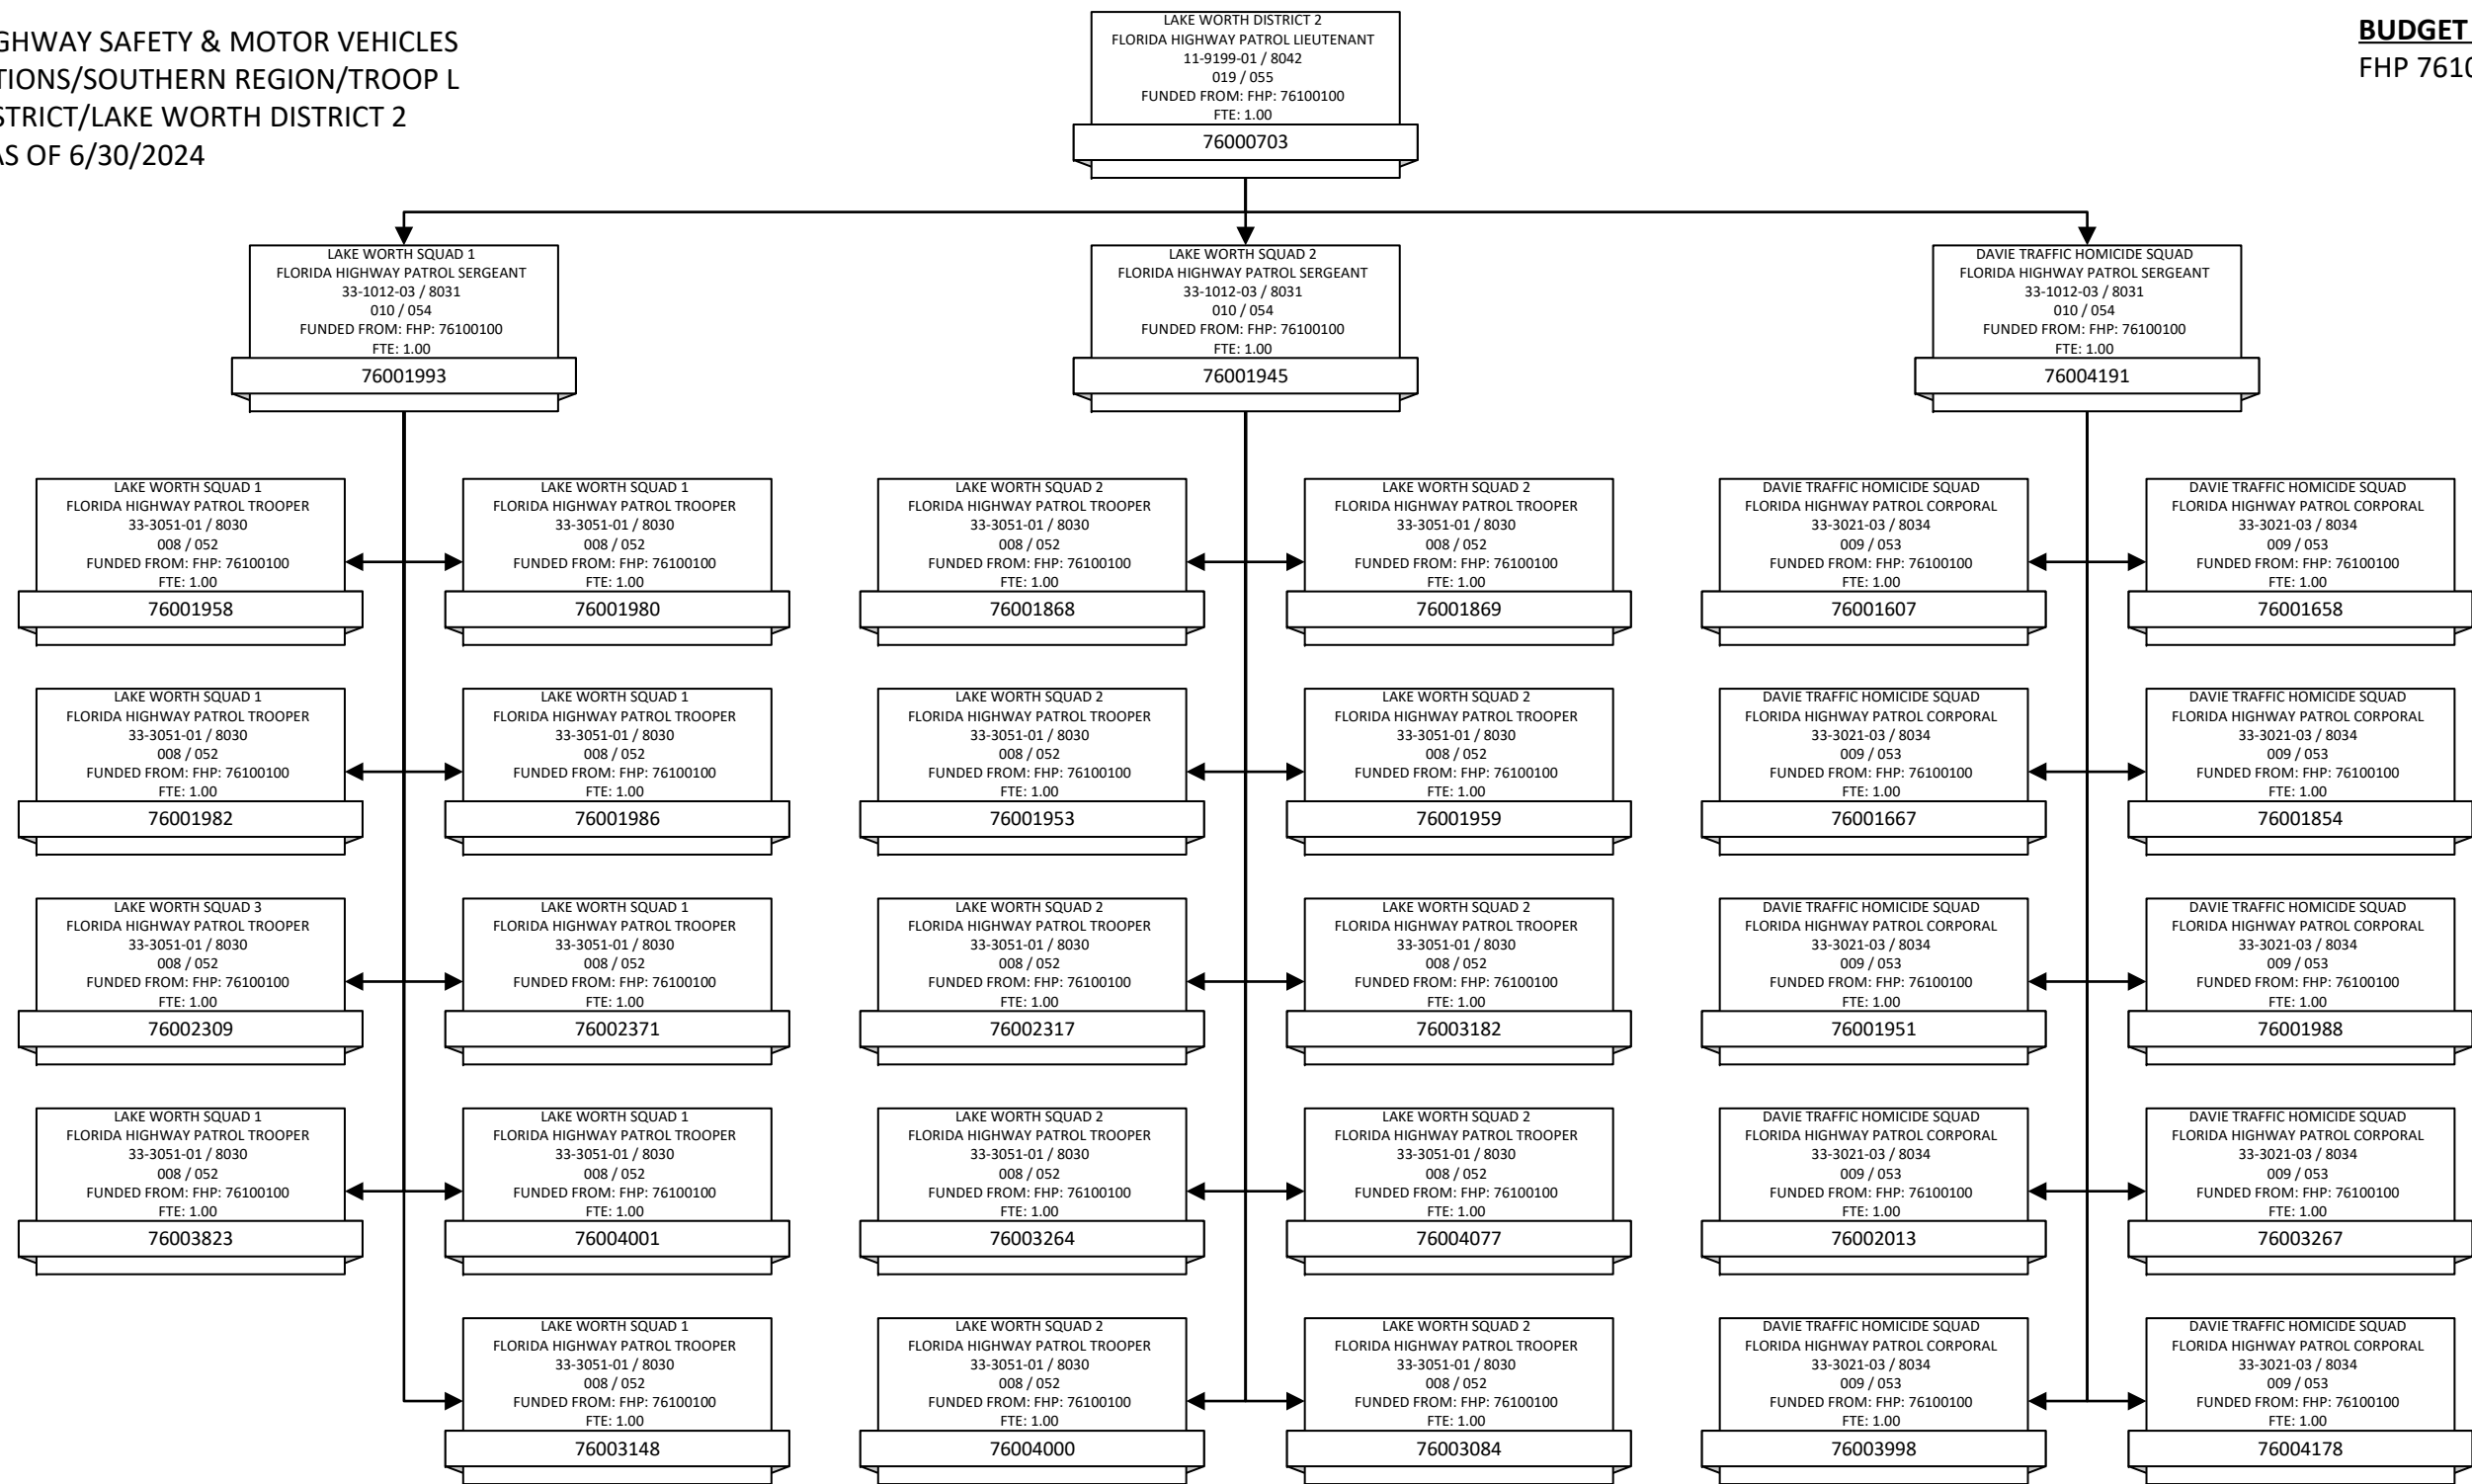 GHWAY SAFETY & MOTOR VEHICLES
TIONS/SOUTHERN REGION/TROOP L
STRICT/LAKE WORTH DISTRICT 2
AS OF 6/30/2024
BUDGET
FHP 7610
LAKE WORTH DISTRICT 2
FLORIDA HIGHWAY PATROL LIEUTENANT
11-9199-01 / 8042
019 / 055
FUNDED FROM: FHP: 76100100
FTE: 1.00
76000703
LAKE WORTH SQUAD 1
FLORIDA HIGHWAY PATROL SERGEANT
33-1012-03 / 8031
010 / 054
FUNDED FROM: FHP: 76100100
FTE: 1.00
76001993
LAKE WORTH SQUAD 2
FLORIDA HIGHWAY PATROL SERGEANT
33-1012-03 / 8031
010 / 054
FUNDED FROM: FHP: 76100100
FTE: 1.00
76001945
DAVIE TRAFFIC HOMICIDE SQUAD
FLORIDA HIGHWAY PATROL SERGEANT
33-1012-03 / 8031
010 / 054
FUNDED FROM: FHP: 76100100
FTE: 1.00
76004191
LAKE WORTH SQUAD 1
FLORIDA HIGHWAY PATROL TROOPER
33-3051-01 / 8030
008 / 052
FUNDED FROM: FHP: 76100100
FTE: 1.00
76001958
LAKE WORTH SQUAD 1
FLORIDA HIGHWAY PATROL TROOPER
33-3051-01 / 8030
008 / 052
FUNDED FROM: FHP: 76100100
FTE: 1.00
76001980
LAKE WORTH SQUAD 2
FLORIDA HIGHWAY PATROL TROOPER
33-3051-01 / 8030
008 / 052
FUNDED FROM: FHP: 76100100
FTE: 1.00
76001868
LAKE WORTH SQUAD 2
FLORIDA HIGHWAY PATROL TROOPER
33-3051-01 / 8030
008 / 052
FUNDED FROM: FHP: 76100100
FTE: 1.00
76001869
DAVIE TRAFFIC HOMICIDE SQUAD
FLORIDA HIGHWAY PATROL CORPORAL
33-3021-03 / 8034
009 / 053
FUNDED FROM: FHP: 76100100
FTE: 1.00
76001607
DAVIE TRAFFIC HOMICIDE SQUAD
FLORIDA HIGHWAY PATROL CORPORAL
33-3021-03 / 8034
009 / 053
FUNDED FROM: FHP: 76100100
FTE: 1.00
76001658
LAKE WORTH SQUAD 1
FLORIDA HIGHWAY PATROL TROOPER
33-3051-01 / 8030
008 / 052
FUNDED FROM: FHP: 76100100
FTE: 1.00
76001982
LAKE WORTH SQUAD 1
FLORIDA HIGHWAY PATROL TROOPER
33-3051-01 / 8030
008 / 052
FUNDED FROM: FHP: 76100100
FTE: 1.00
76001986
LAKE WORTH SQUAD 2
FLORIDA HIGHWAY PATROL TROOPER
33-3051-01 / 8030
008 / 052
FUNDED FROM: FHP: 76100100
FTE: 1.00
76001953
LAKE WORTH SQUAD 2
FLORIDA HIGHWAY PATROL TROOPER
33-3051-01 / 8030
008 / 052
FUNDED FROM: FHP: 76100100
FTE: 1.00
76001959
DAVIE TRAFFIC HOMICIDE SQUAD
FLORIDA HIGHWAY PATROL CORPORAL
33-3021-03 / 8034
009 / 053
FUNDED FROM: FHP: 76100100
FTE: 1.00
76001667
DAVIE TRAFFIC HOMICIDE SQUAD
FLORIDA HIGHWAY PATROL CORPORAL
33-3021-03 / 8034
009 / 053
FUNDED FROM: FHP: 76100100
FTE: 1.00
76001854
LAKE WORTH SQUAD 3
FLORIDA HIGHWAY PATROL TROOPER
33-3051-01 / 8030
008 / 052
FUNDED FROM: FHP: 76100100
FTE: 1.00
76002309
LAKE WORTH SQUAD 1
FLORIDA HIGHWAY PATROL TROOPER
33-3051-01 / 8030
008 / 052
FUNDED FROM: FHP: 76100100
FTE: 1.00
76002371
LAKE WORTH SQUAD 2
FLORIDA HIGHWAY PATROL TROOPER
33-3051-01 / 8030
008 / 052
FUNDED FROM: FHP: 76100100
FTE: 1.00
76002317
LAKE WORTH SQUAD 2
FLORIDA HIGHWAY PATROL TROOPER
33-3051-01 / 8030
008 / 052
FUNDED FROM: FHP: 76100100
FTE: 1.00
76003182
DAVIE TRAFFIC HOMICIDE SQUAD
FLORIDA HIGHWAY PATROL CORPORAL
33-3021-03 / 8034
009 / 053
FUNDED FROM: FHP: 76100100
FTE: 1.00
76001951
DAVIE TRAFFIC HOMICIDE SQUAD
FLORIDA HIGHWAY PATROL CORPORAL
33-3021-03 / 8034
009 / 053
FUNDED FROM: FHP: 76100100
FTE: 1.00
76001988
LAKE WORTH SQUAD 1
FLORIDA HIGHWAY PATROL TROOPER
33-3051-01 / 8030
008 / 052
FUNDED FROM: FHP: 76100100
FTE: 1.00
76003823
LAKE WORTH SQUAD 1
FLORIDA HIGHWAY PATROL TROOPER
33-3051-01 / 8030
008 / 052
FUNDED FROM: FHP: 76100100
FTE: 1.00
76004001
LAKE WORTH SQUAD 2
FLORIDA HIGHWAY PATROL TROOPER
33-3051-01 / 8030
008 / 052
FUNDED FROM: FHP: 76100100
FTE: 1.00
76003264
LAKE WORTH SQUAD 2
FLORIDA HIGHWAY PATROL TROOPER
33-3051-01 / 8030
008 / 052
FUNDED FROM: FHP: 76100100
FTE: 1.00
76004077
DAVIE TRAFFIC HOMICIDE SQUAD
FLORIDA HIGHWAY PATROL CORPORAL
33-3021-03 / 8034
009 / 053
FUNDED FROM: FHP: 76100100
FTE: 1.00
76002013
DAVIE TRAFFIC HOMICIDE SQUAD
FLORIDA HIGHWAY PATROL CORPORAL
33-3021-03 / 8034
009 / 053
FUNDED FROM: FHP: 76100100
FTE: 1.00
76003267
LAKE WORTH SQUAD 1
FLORIDA HIGHWAY PATROL TROOPER
33-3051-01 / 8030
008 / 052
FUNDED FROM: FHP: 76100100
FTE: 1.00
76003148
LAKE WORTH SQUAD 2
FLORIDA HIGHWAY PATROL TROOPER
33-3051-01 / 8030
008 / 052
FUNDED FROM: FHP: 76100100
FTE: 1.00
76004000
LAKE WORTH SQUAD 2
FLORIDA HIGHWAY PATROL TROOPER
33-3051-01 / 8030
008 / 052
FUNDED FROM: FHP: 76100100
FTE: 1.00
76003084
DAVIE TRAFFIC HOMICIDE SQUAD
FLORIDA HIGHWAY PATROL CORPORAL
33-3021-03 / 8034
009 / 053
FUNDED FROM: FHP: 76100100
FTE: 1.00
76003998
DAVIE TRAFFIC HOMICIDE SQUAD
FLORIDA HIGHWAY PATROL CORPORAL
33-3021-03 / 8034
009 / 053
FUNDED FROM: FHP: 76100100
FTE: 1.00
76004178